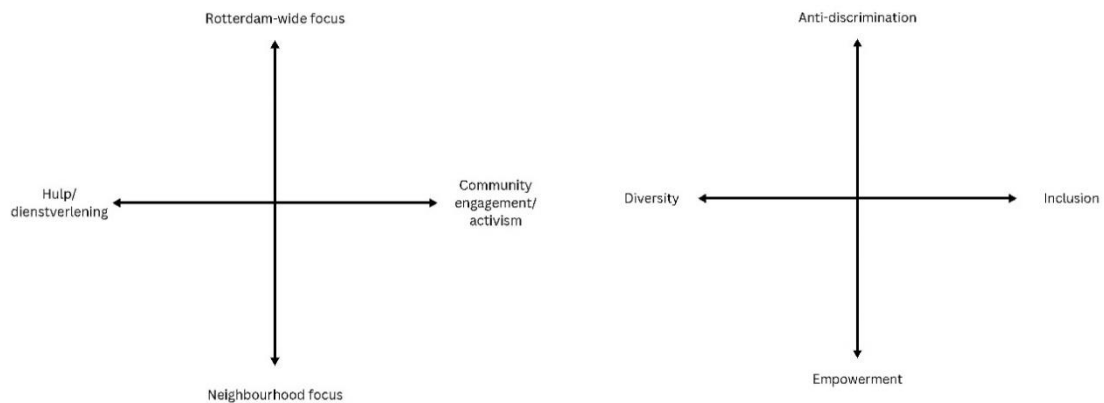 Rotterdam-wide focus
Hulp/
dienstverlening
Community
engagement/
activism
Neighbourhood focus
Anti-discrimination
Diversity
Inclusion
Empowerment